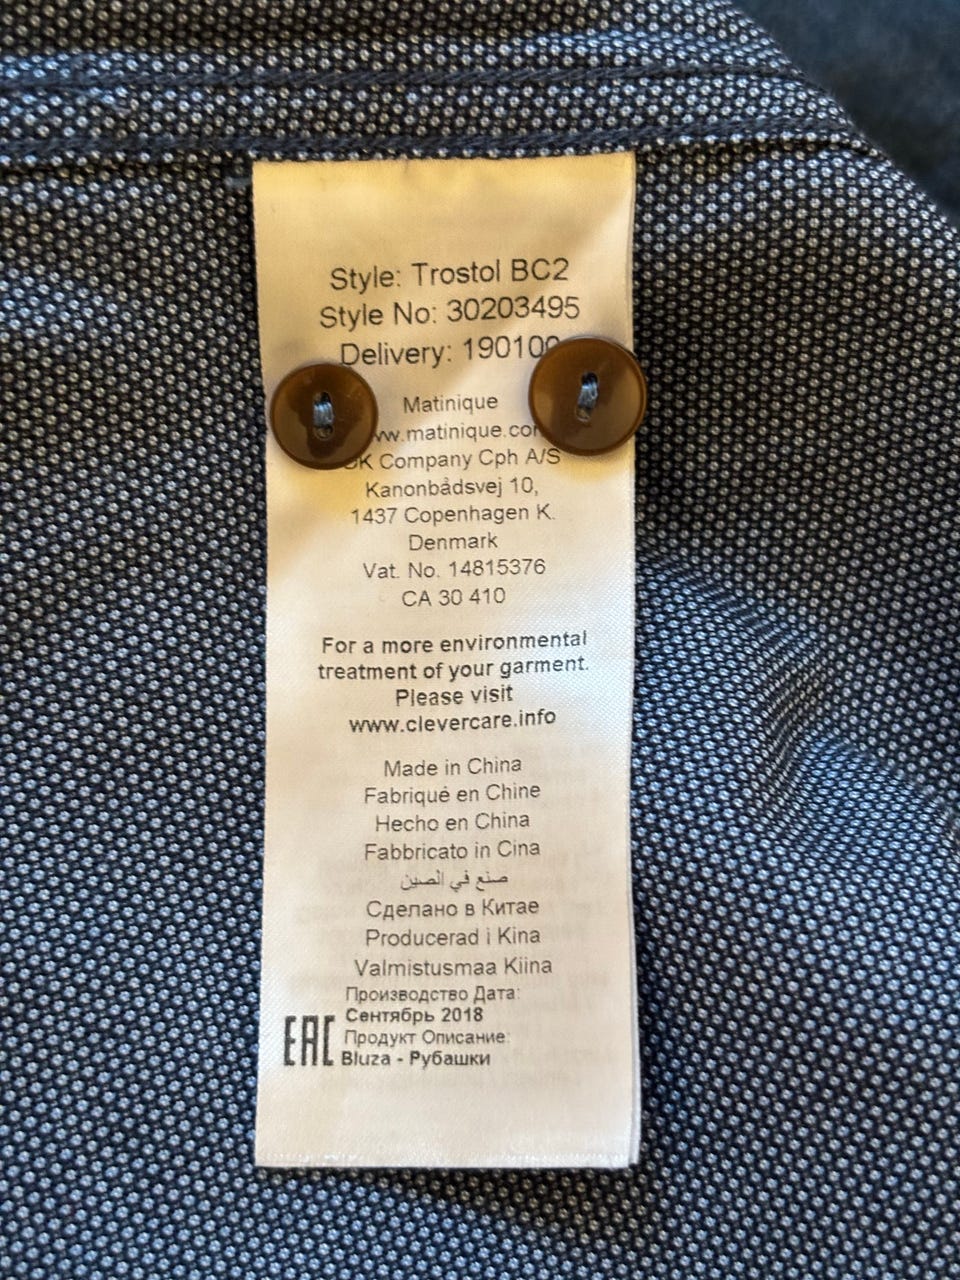 Style: Trostol BC2
Style No: 30203495
Delivery:
Matinique
Company Cph A/S
Kanonbådsvej 10,
1437 Copenhagen K.
Denmark
Vat. No. 14815376
CA 30 410
For a more environmental
treatment of your garment.
Please visit
www.clevercare.info
Made in China
Fabriqué en Chine
Hecho en China
Fabbricato in Cina
صنع في الصين
Сделано в Китае
Producerad i Kina
Valmistusmaa Kiina
Производство Дата:
Сентябрь 2018
EAC Продукт Описание:
Bluza - Рубашки